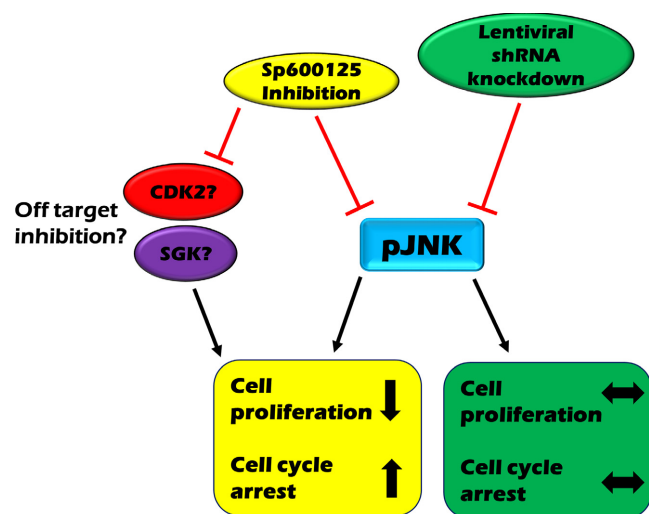 Sp600125
Inhibition
Lentiviral
shRNA
knockdown
CDK2?
Off target
inhibition?
SGK?
pJNK
Cell
proliferation
Cell cycle
arrest
Cell
proliferation
Cell cycle
arrest